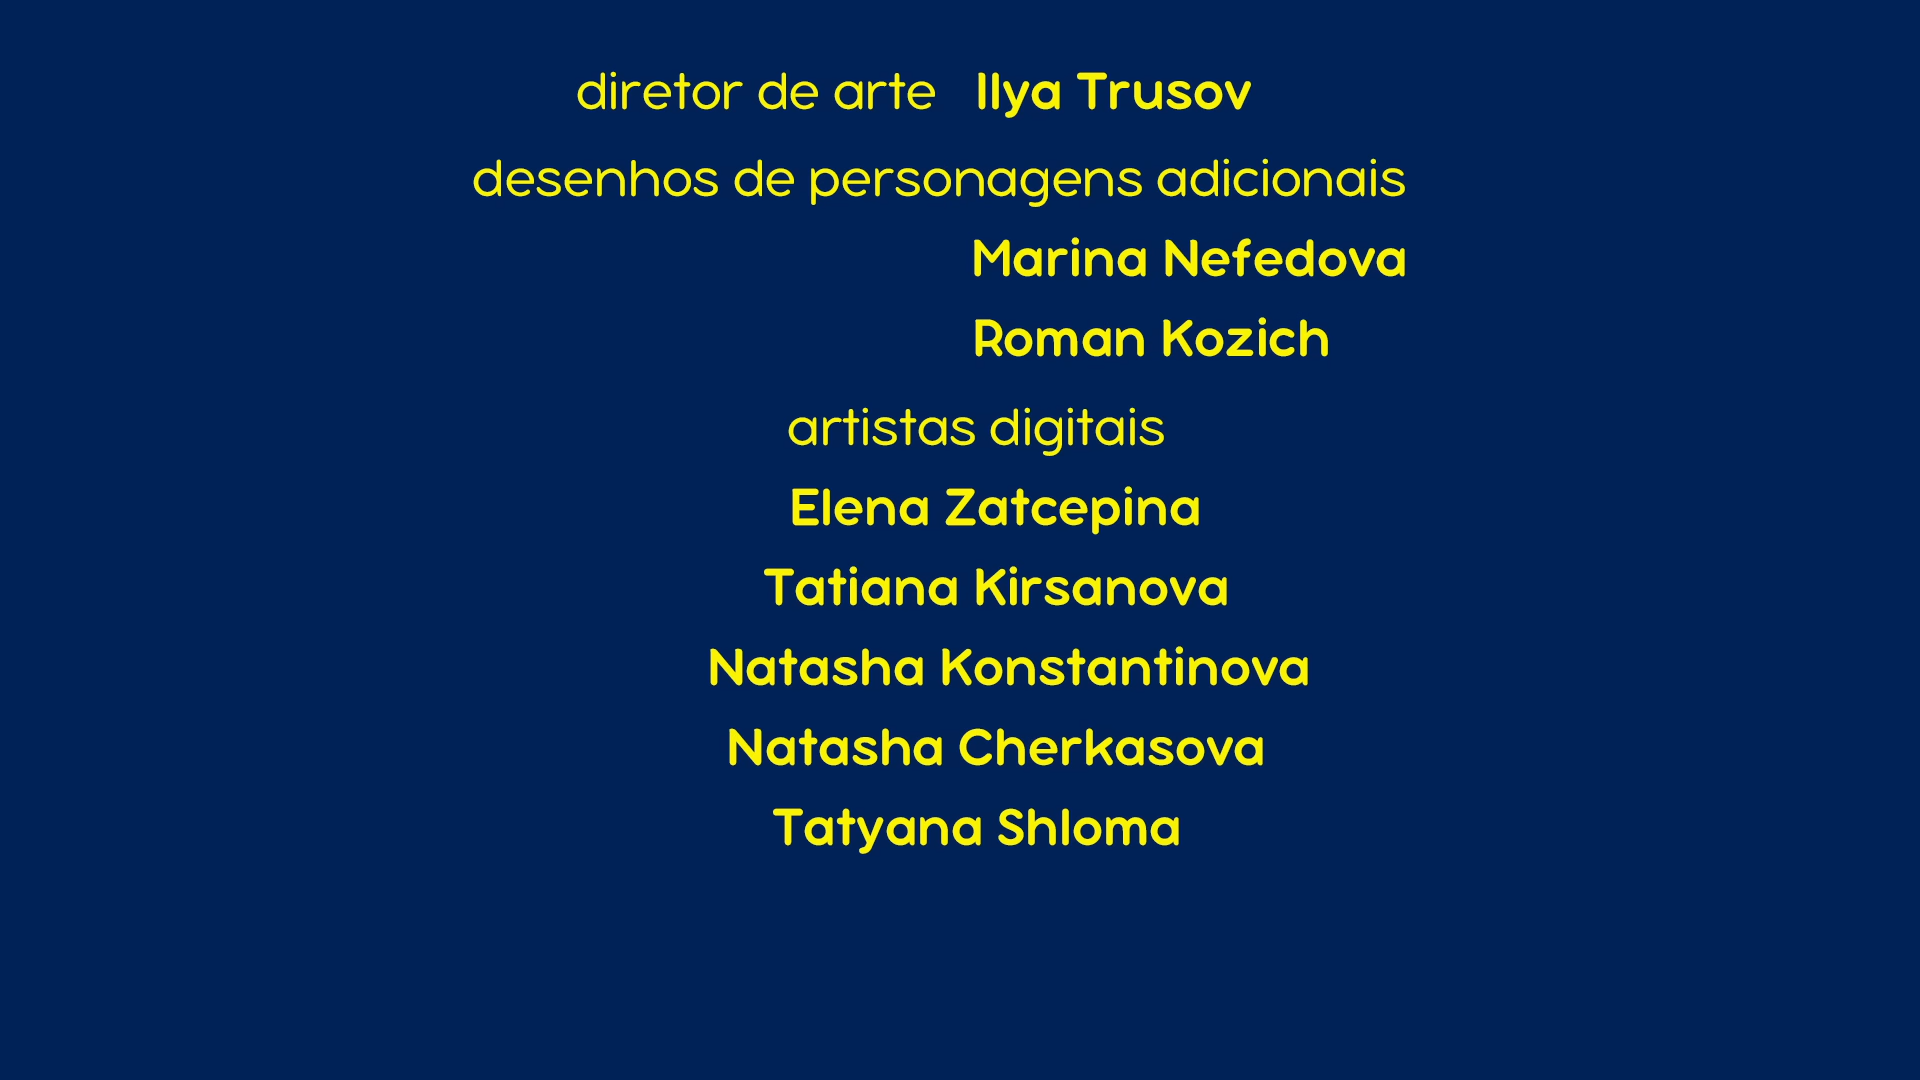 diretor de arte Ilya Trusov
desenhos de personagens adicionais
Marina Nefedova
Roman Kozich
artistas digitais
Elena Zatcepina
Tatiana Kirsanova
Natasha Konstantinova
Natasha Cherkasova
Tatyana Shloma